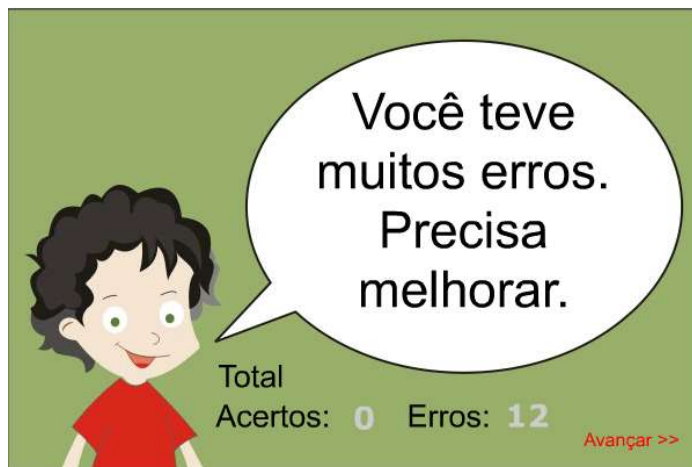 Você teve
muitos erros.
Precisa
melhorar.
Total
Acertos: 0 Erros: 12
Avançar >>